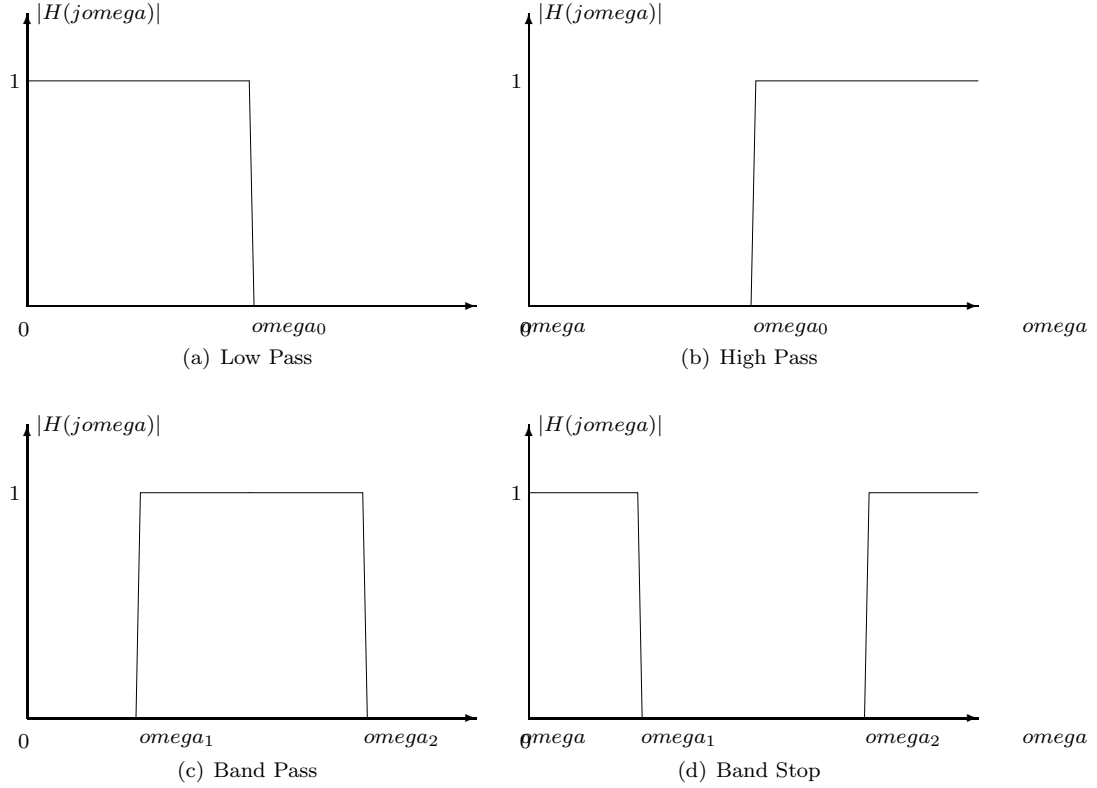 |H(jomega)|
1
0
omega₀
omega
(a) Low Pass
|H(jomega)|
1
0
omega₀
omega
(b) High Pass
|H(jomega)|
1
0
omega₁
omega₂
omega
(c) Band Pass
|H(jomega)|
1
0
omega₁
omega₂
omega
(d) Band Stop